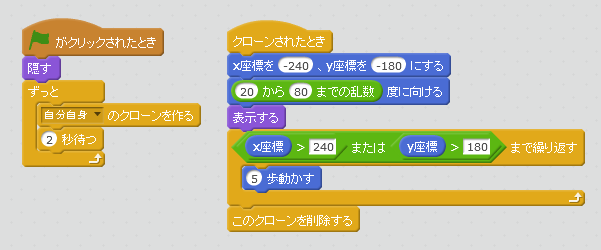 がクリックされたとき
隠す
ずっと
自分自身 のクローンを作る
2 秒待つ
クローンされたとき
x座標を -240 、y座標を -180 にする
20 から 80 までの乱数 度に向ける
表示する
x座標 > 240 または y座標 > 180 まで繰り返す
5 歩動かす
このクローンを削除する